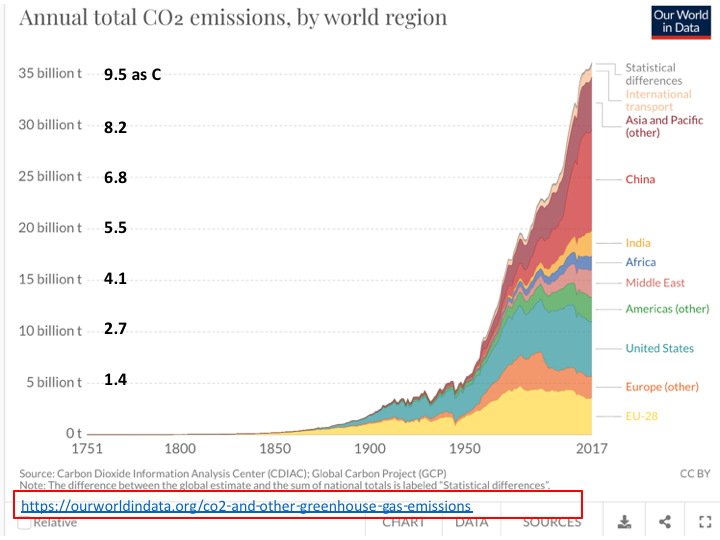 Annual total CO2 emissions, by world region
Our World
in Data
35 billion t
9.5 as C
30 billion t
8.2
25 billion t
6.8
20 billion t
5.5
15 billion t
4.1
10 billion t
2.7
5 billion t
1.4
0 t
1751
1800
1850
1900
1950
2017
Statistical
differences
International
transport
Asia and Pacific
(other)
China
India
Africa
Middle East
Americas (other)
United States
Europe (other)
EU-28
Source: Carbon Dioxide Information Analysis Center (CDIAC); Global Carbon Project (GCP)
CC BY
Note: The difference between the global estimate and the sum of national totals is labeled "Statistical differences".
https://ourworldindata.org/co2-and-other-greenhouse-gas-emissions
Relative
CHART
DATA
SOURCES